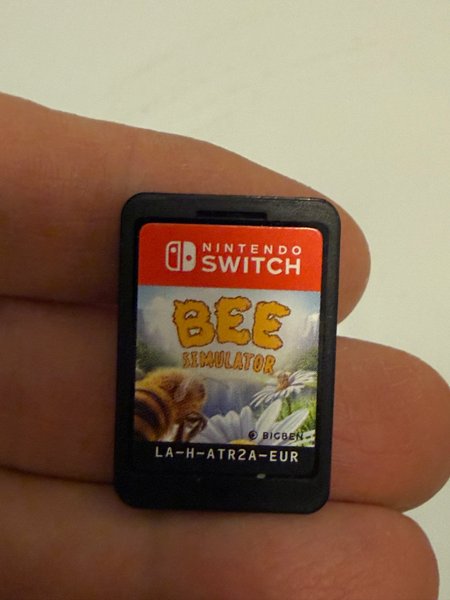 NINTENDO
SWITCH
BEE
SIMULATOR
BIGBEN
LA-H-ATR2A-EUR